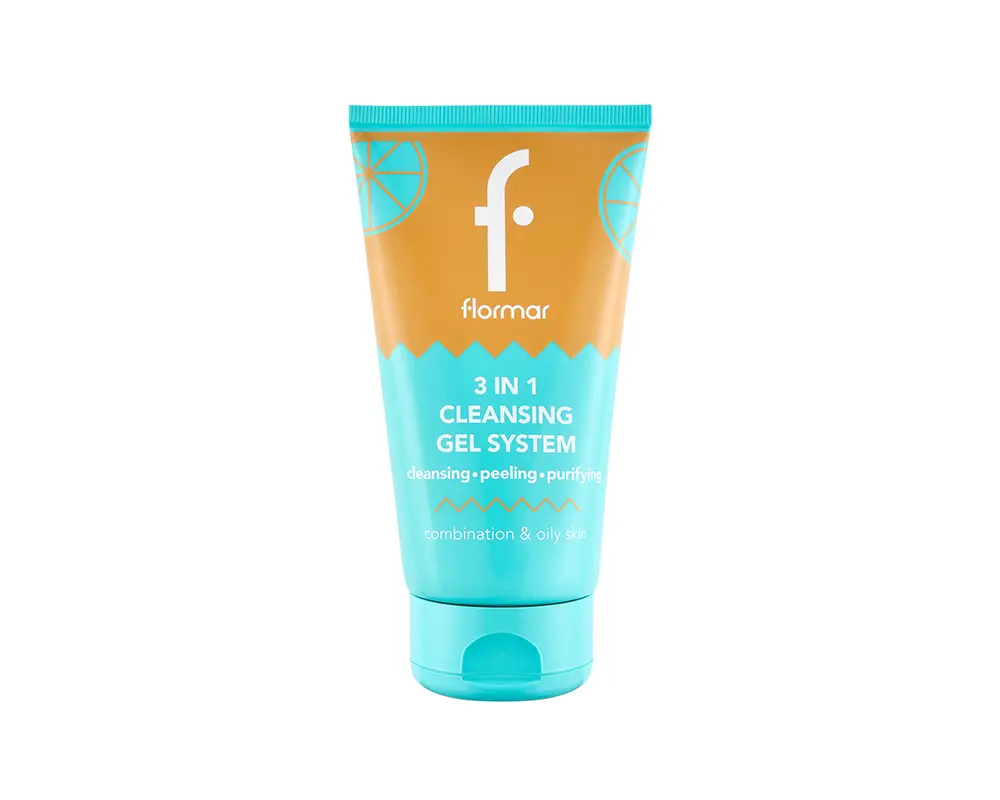 f
flormar
3 IN 1
CLEANSING
GEL SYSTEM
cleansing•peeling•purifying
combination & oily skin